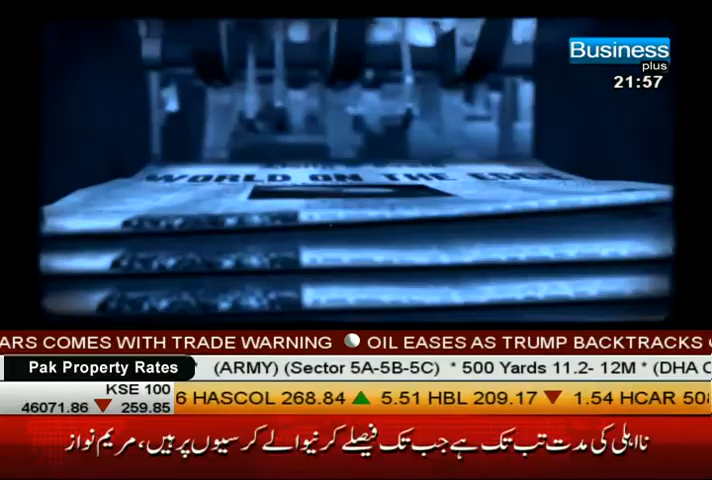 Business
plus
21:57
WORLD ON THE EDGE
ARS COMES WITH TRADE WARNING OIL EASES AS TRUMP BACKTRACKS
Pak Property Rates (ARMY) (Sector 5A-5B-5C) * 500 Yards 11.2- 12M * (DHA
KSE 100
46071.86 ▼ 259.85
6 HASCOL 268.84 ▲ 5.51 HBL 209.17 ▼ 1.54 HCAR 50
نااہلی کی مدت تب تک ہے جب تک فیصلے کرنیوالے کرسیوں پر ہیں، مریم نواز